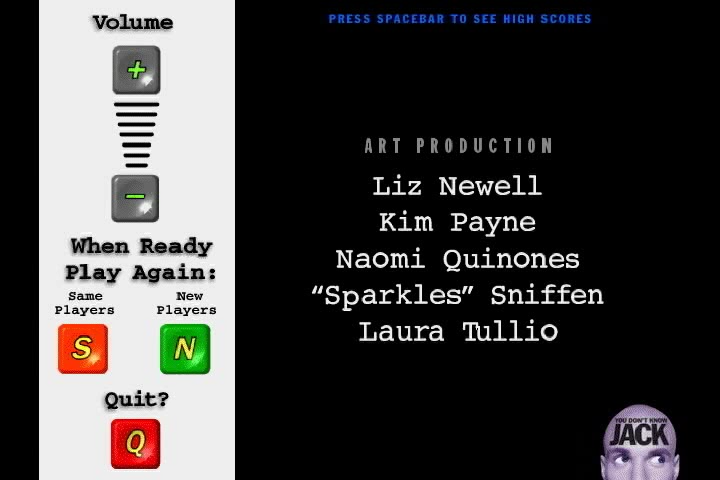 Volume
+
−
When Ready
Play Again:
Same
Players
New
Players
S
N
Quit?
Q
PRESS SPACEBAR TO SEE HIGH SCORES
ART PRODUCTION
Liz Newell
Kim Payne
Naomi Quinones
“Sparkles” Sniffen
Laura Tullio
YOU DON'T KNOW
JACK